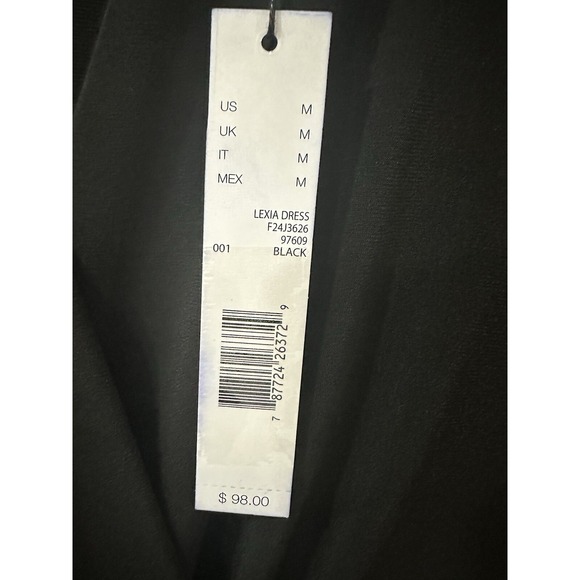 US M
UK M
IT M
MEX M
LEXIA DRESS
F24J3626
97609
001 BLACK
7 87724 26372 9
$ 98.00